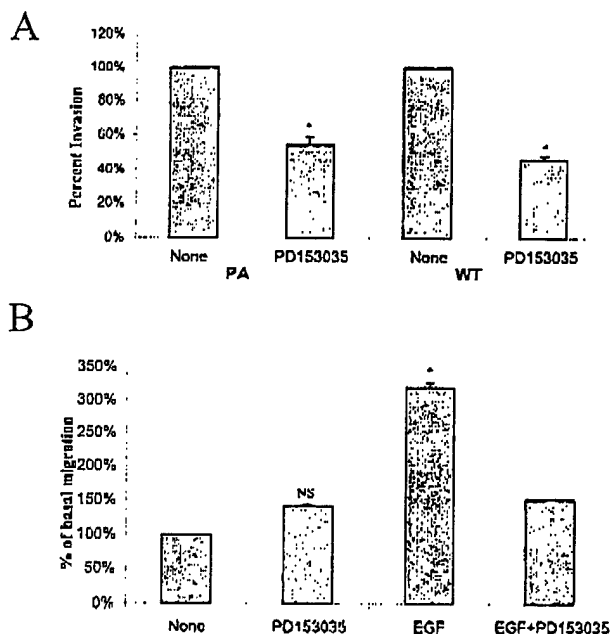 A
Percent Invasion
120%
100%
80%
60%
40%
20%
0%
*
*
None
PD153035
None
PD153035
PA
WT
B
% of basal migration
350%
300%
250%
200%
150%
100%
50%
0%
NS
*
None
PD153035
EGF
EGF+PD153035